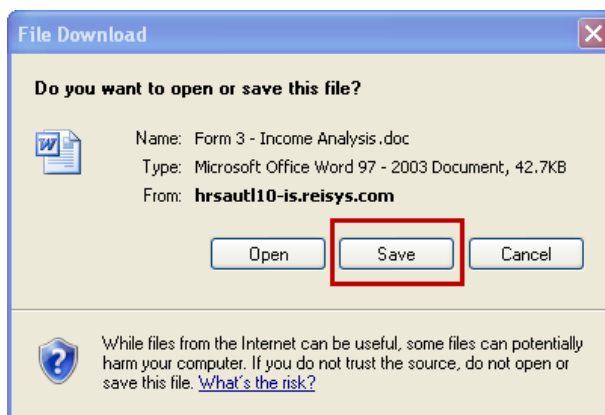 File Download
Do you want to open or save this file?
Name: Form 3 - Income Analysis.doc
Type: Microsoft Office Word 97 - 2003 Document, 42.7KB
From: hrsautl10-is.reisys.com
Open Save Cancel
While files from the Internet can be useful, some files can potentially
harm your computer. If you do not trust the source, do not open or
save this file. What's the risk?